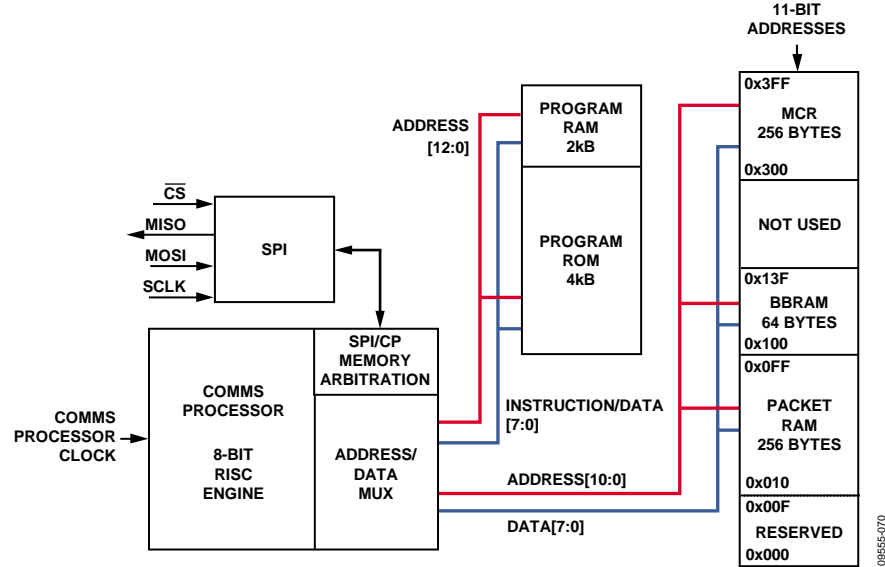 11-BIT
ADDRESSES
0x3FF
MCR
256 BYTES
0x300
NOT USED
0x13F
BBRAM
64 BYTES
0x100
0x0FF
PACKET
RAM
256 BYTES
0x010
0x00F
RESERVED
0x000
ADDRESS
[12:0]
PROGRAM
RAM
2kB
PROGRAM
ROM
4kB
CS
MISO
MOSI
SCLK
SPI
SPI/CP
MEMORY
ARBITRATION
COMMS
PROCESSOR
8-BIT
RISC
ENGINE
ADDRESS/
DATA
MUX
COMMS
PROCESSOR
CLOCK
INSTRUCTION/DATA
[7:0]
ADDRESS[10:0]
DATA[7:0]
09555-070